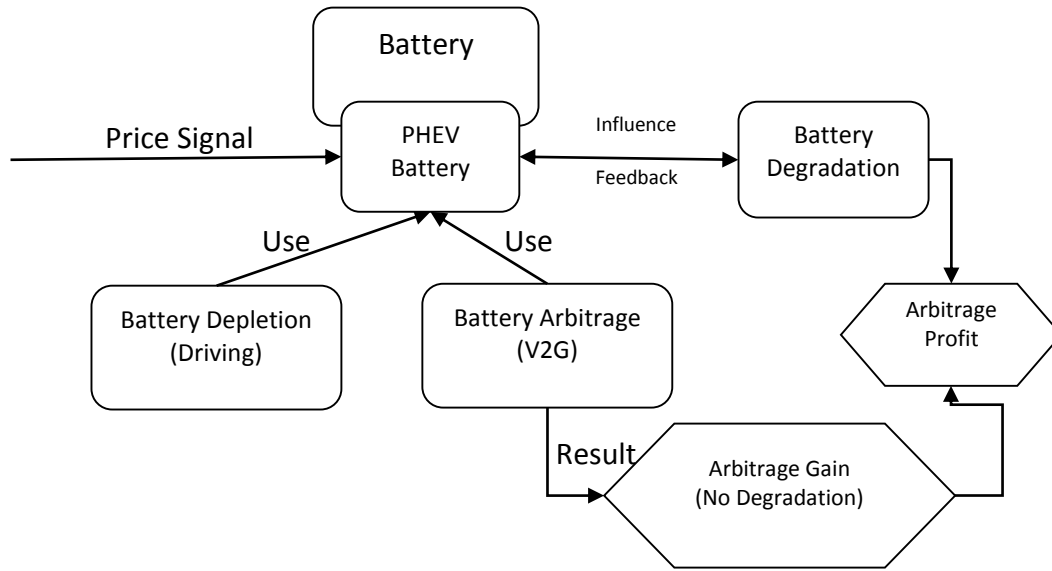 Battery
Price Signal
PHEV
Battery
Influence
Feedback
Battery
Degradation
Use
Use
Battery Depletion
(Driving)
Battery Arbitrage
(V2G)
Arbitrage
Profit
Result
Arbitrage Gain
(No Degradation)